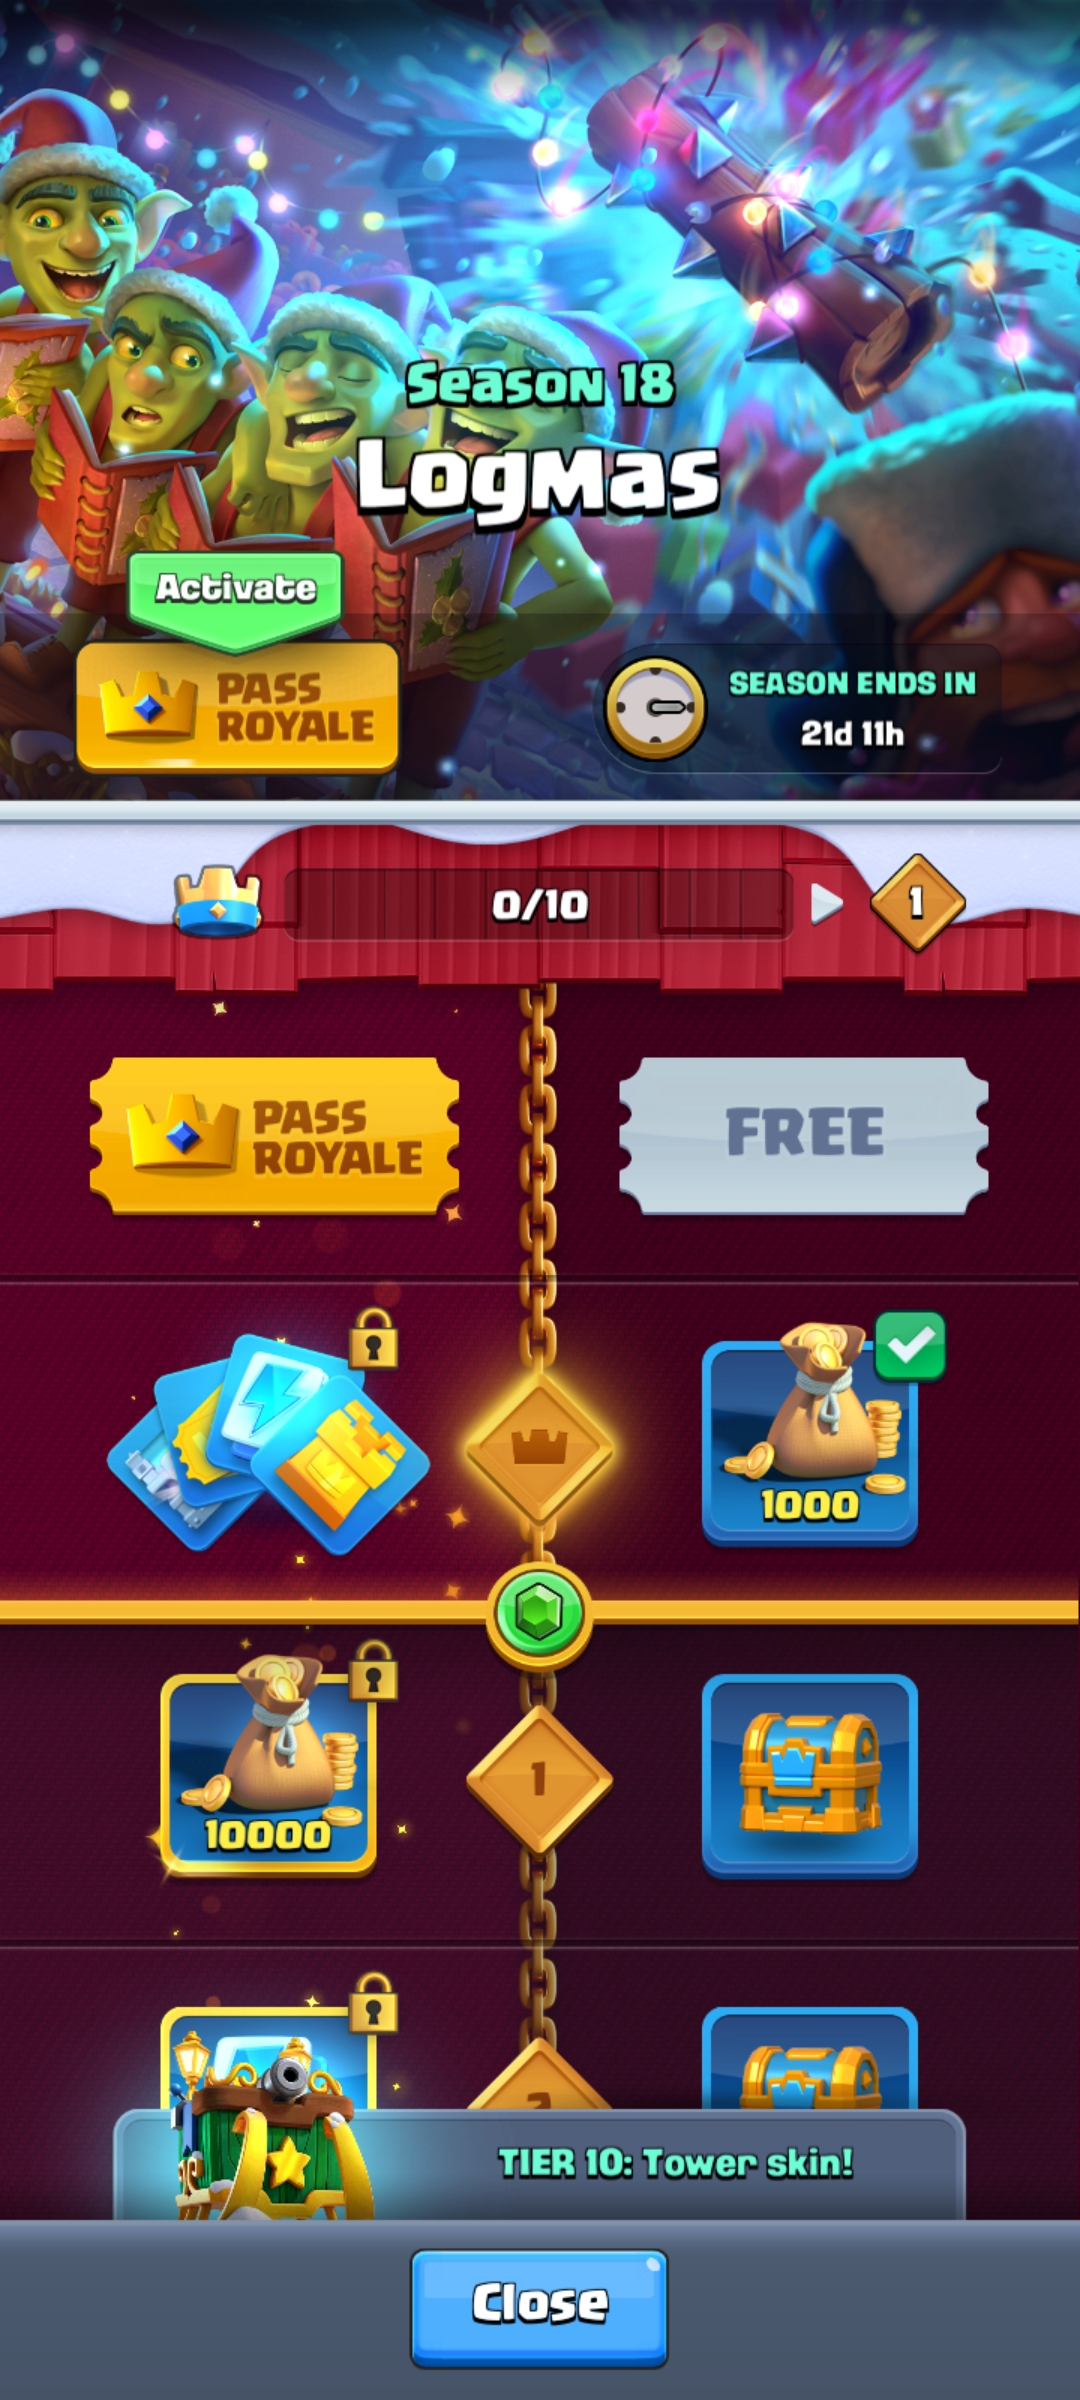 Season 18
Logmas
Activate
PASS
ROYALE
SEASON ENDS IN
21d 11h
0/10
1
PASS
ROYALE
FREE
1000
10000
1
2
TIER 10: Tower skin!
Close